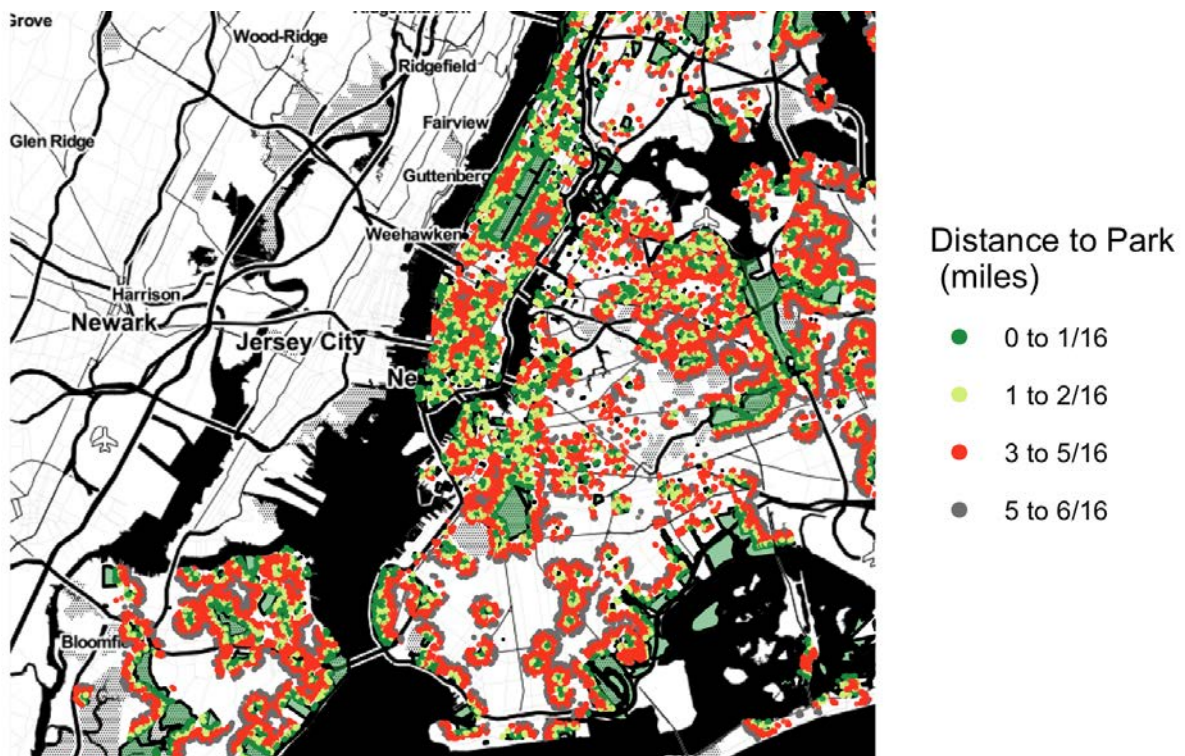 Grove
Wood-Ridge
Ridgefield
Glen Ridge
Fairview
Guttenberg
Weehawken
Harrison
Newark
Jersey City
Ne
Bloomfie
Distance to Park
(miles)
0 to 1/16
1 to 2/16
3 to 5/16
5 to 6/16